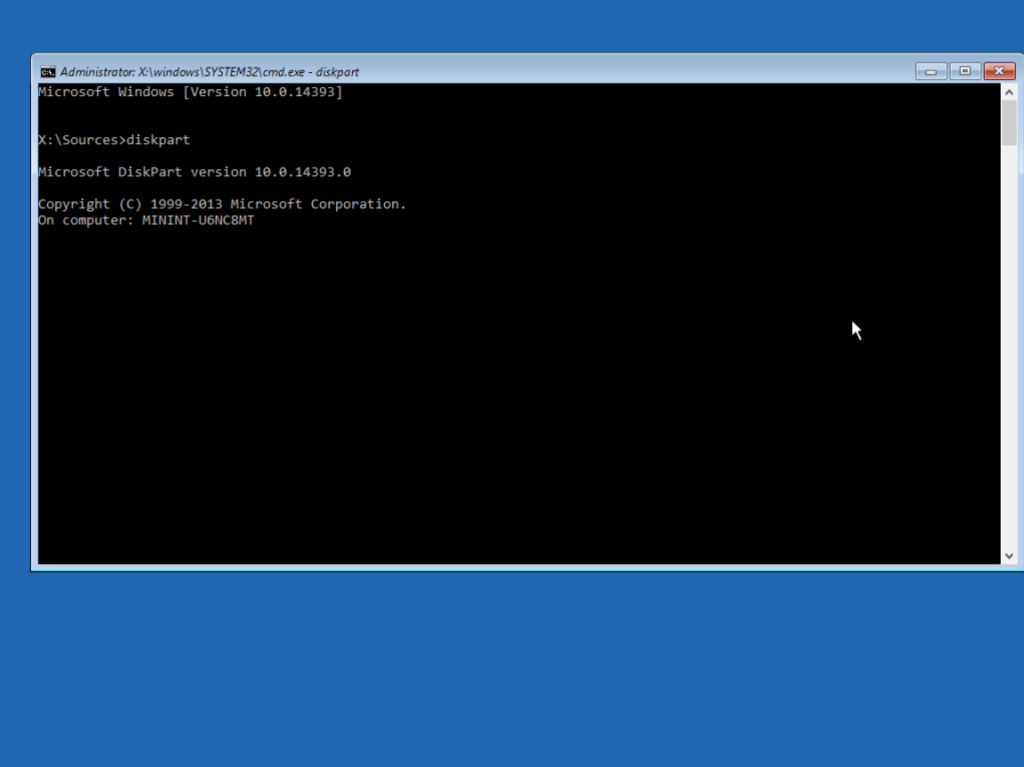 Administrator: X:\windows\SYSTEM32\cmd.exe - diskpart
Microsoft Windows [Version 10.0.14393]
X:\Sources>diskpart
Microsoft DiskPart version 10.0.14393.0
Copyright (C) 1999-2013 Microsoft Corporation.
On computer: MININT-U6NC8MT